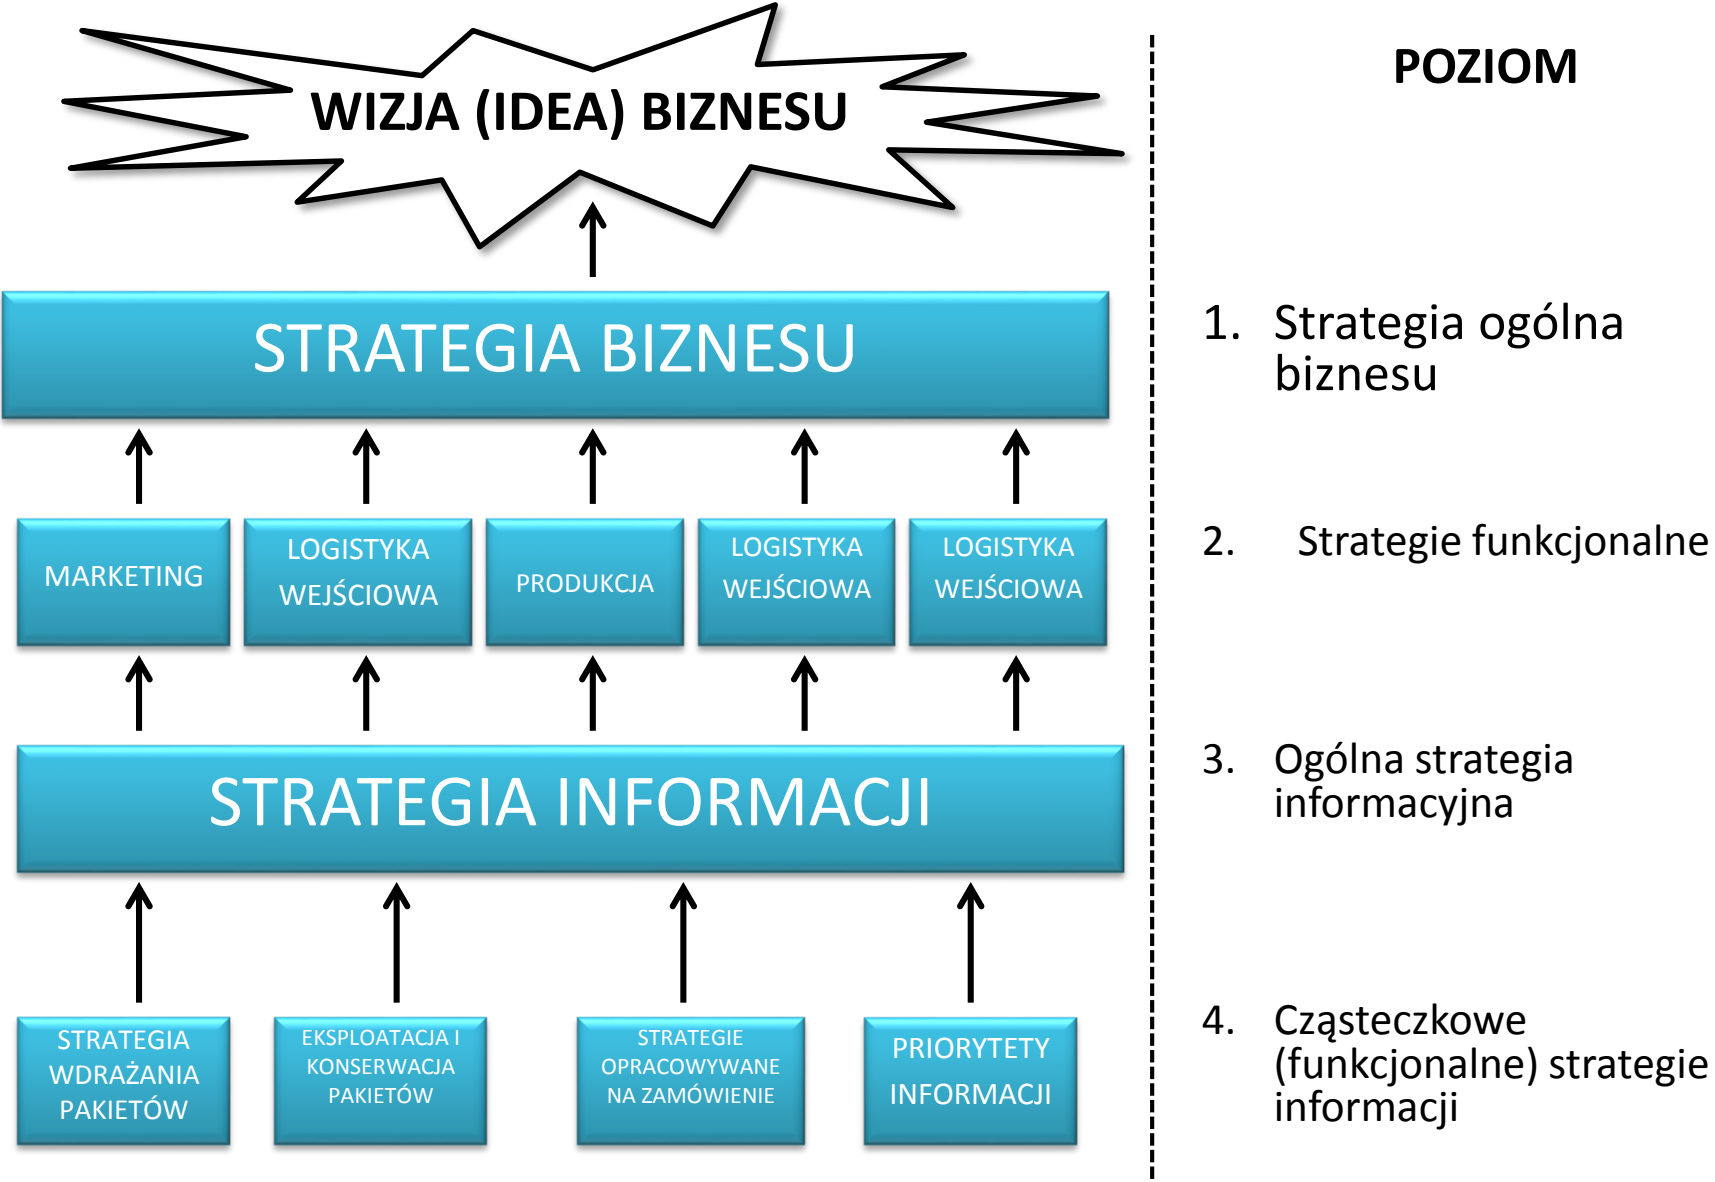 WIZJA (IDEA) BIZNESU
POZIOM
STRATEGIA BIZNESU
1. Strategia ogólna
biznesu
MARKETING
LOGISTYKA
WEJŚCIOWA
PRODUKCJA
LOGISTYKA
WEJŚCIOWA
LOGISTYKA
WEJŚCIOWA
2. Strategie funkcjonalne
STRATEGIA INFORMACJI
3. Ogólna strategia
informacyjna
STRATEGIA
WDRAŻANIA
PAKIETÓW
EKSPLOATACJA I
KONSERWACJA
PAKIETÓW
STRATEGIE
OPRACOWYWANE
NA ZAMÓWIENIE
PRIORYTETY
INFORMACJI
4. Cząsteczkowe
(funkcjonalne) strategie
informacji